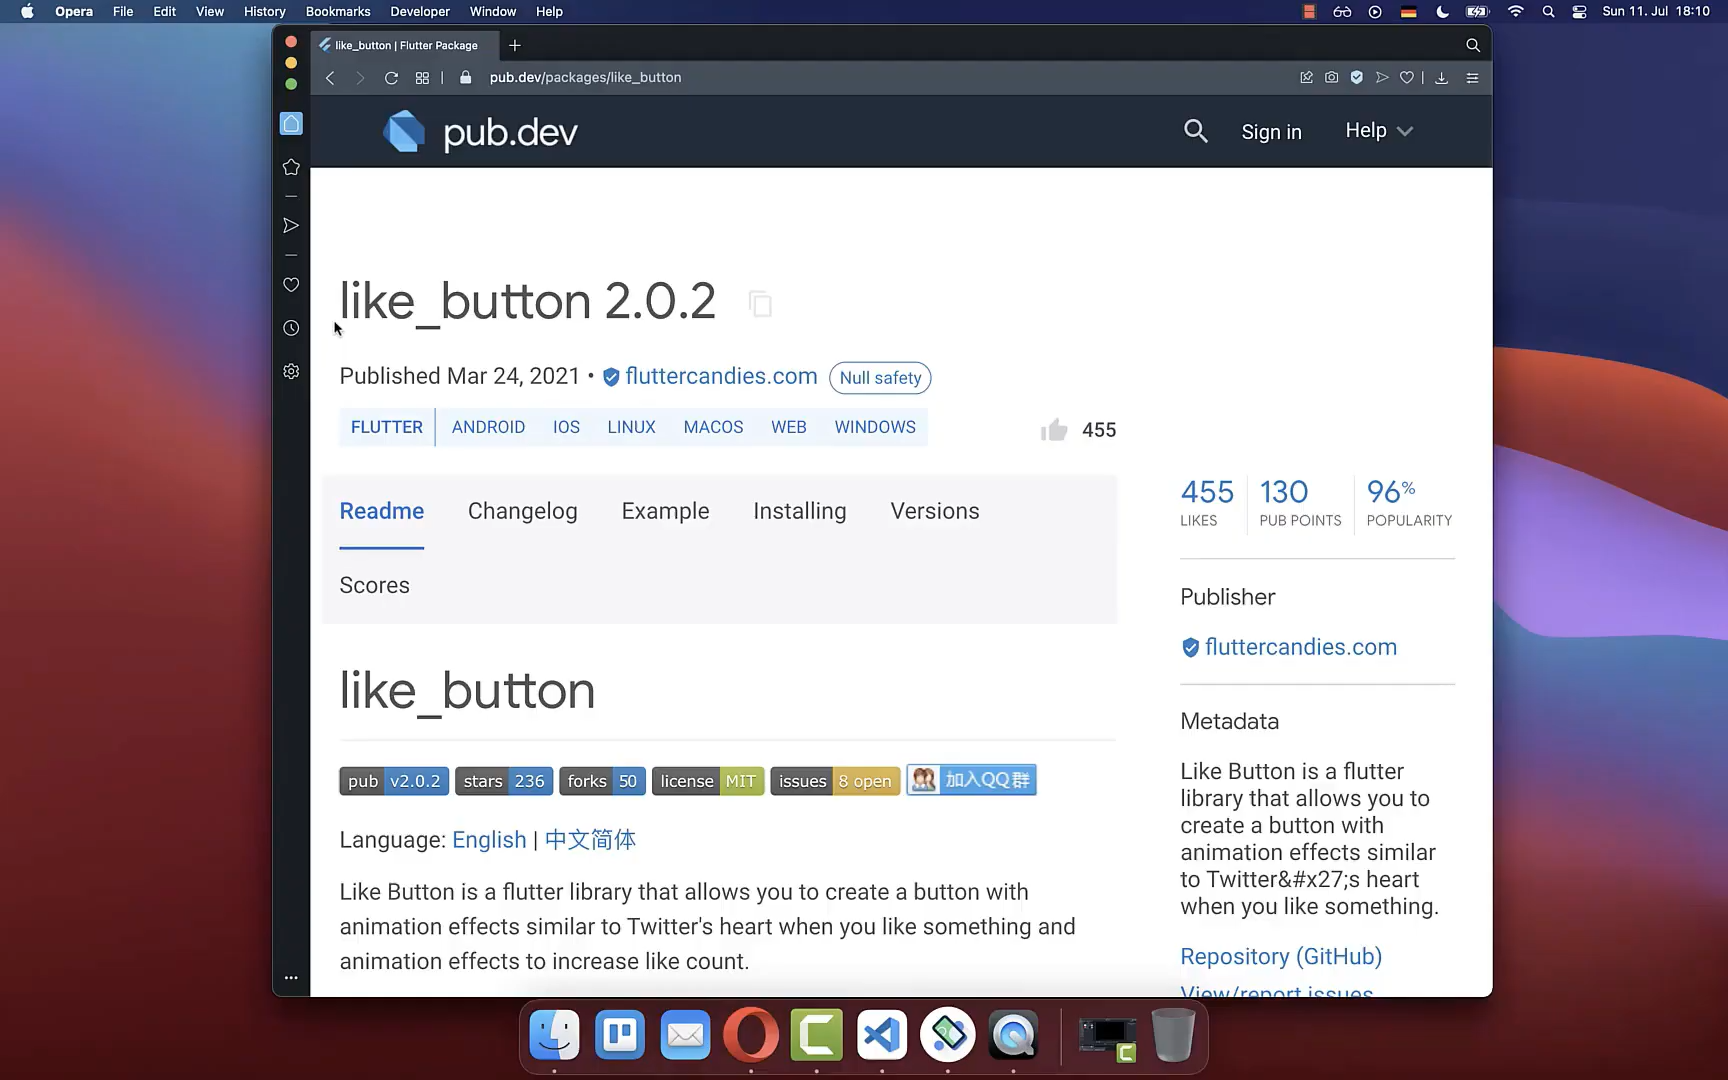 Opera File Edit View History Bookmarks Developer Window Help Sun 11. Jul 18:10
like_button | Flutter Package
pub.dev/packages/like_button
pub.dev Sign in Help
like_button 2.0.2
Published Mar 24, 2021 • fluttercandies.com Null safety
FLUTTER ANDROID IOS LINUX MACOS WEB WINDOWS 455
Readme Changelog Example Installing Versions
Scores
455 130 96%
LIKES PUB POINTS POPULARITY
Publisher
fluttercandies.com
Metadata
Like Button is a flutter
library that allows you to
create a button with
animation effects similar
to Twitter&#x27;s heart
when you like something.
Repository (GitHub)
View/report issues
like_button
pub v2.0.2 stars 236 forks 50 license MIT issues 8 open 加入QQ群
Language: English | 中文简体
Like Button is a flutter library that allows you to create a button with
animation effects similar to Twitter's heart when you like something and
animation effects to increase like count.